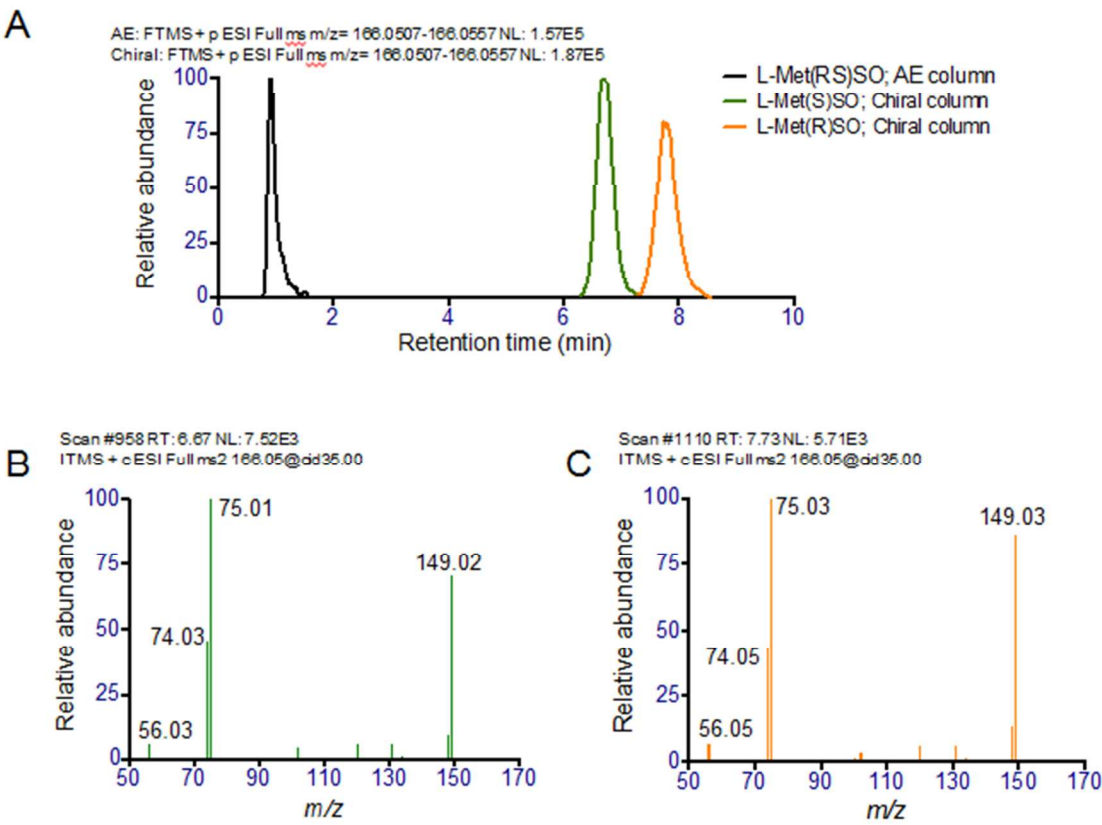 A
AE: FTMS + p ESI Full ms m/z= 166.0507-166.0557 NL: 1.57E5
Chiral: FTMS + p ESI Full ms m/z= 166.0507-166.0557 NL: 1.87E5
L-Met(RS)SO; AE column
L-Met(S)SO; Chiral column
L-Met(R)SO; Chiral column
Relative abundance
100
75
50
25
0
0 2 4 6 8 10
Retention time (min)
B
Scan #958 RT: 6.67 NL: 7.52E3
ITMS + c ESI Full ms2 166.05@cid35.00
Relative abundance
100
75
50
25
0
75.01
149.02
74.03
56.03
50 70 90 110 130 150 170
m/z
C
Scan #1110 RT: 7.73 NL: 5.71E3
ITMS + c ESI Full ms2 166.05@cid35.00
Relative abundance
100
75
50
25
0
75.03
149.03
74.05
56.05
50 70 90 110 130 150 170
m/z